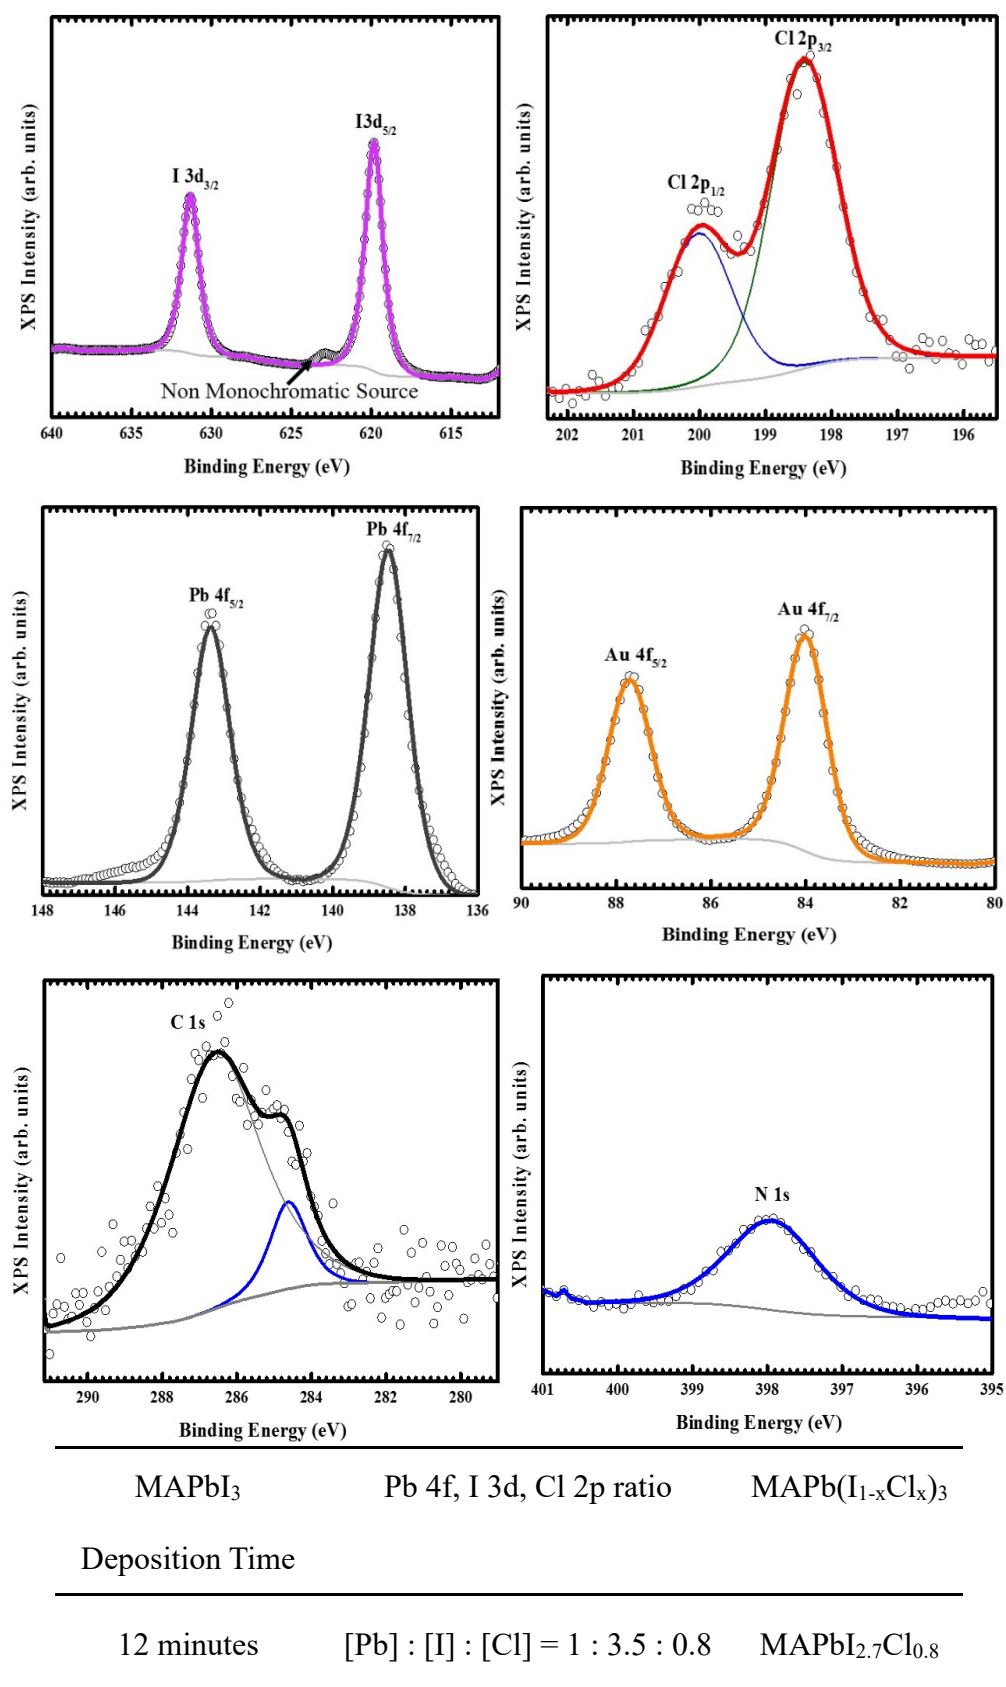 XPS Intensity (arb. units)
I 3d3/2
I3d5/2
Non Monochromatic Source
640 635 630 625 620 615
Binding Energy (eV)
XPS Intensity (arb. units)
Cl 2p3/2
Cl 2p1/2
202 201 200 199 198 197 196
Binding Energy (eV)
XPS Intensity (arb. units)
Pb 4f7/2
Pb 4f5/2
148 146 144 142 140 138 136
Binding Energy (eV)
XPS Intensity (arb. units)
Au 4f7/2
Au 4f5/2
90 88 86 84 82 80
Binding Energy (eV)
XPS Intensity (arb. units)
C 1s
290 288 286 284 282 280
Binding Energy (eV)
XPS Intensity (arb. units)
N 1s
401 400 399 398 397 396 395
Binding Energy (eV)
MAPbI3 Pb 4f, I 3d, Cl 2p ratio MAPb(I1-xClx)3
Deposition Time
12 minutes [Pb] : [I] : [Cl] = 1 : 3.5 : 0.8 MAPbI2.7Cl0.8